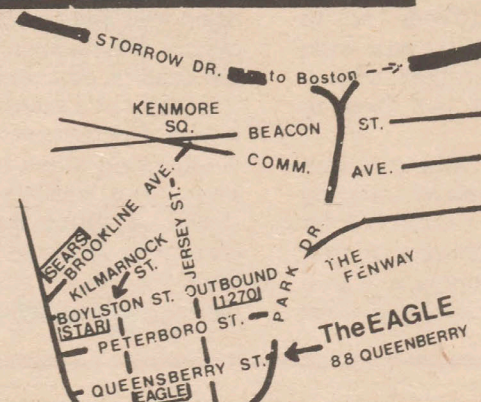 STORROW DR.
to Boston
KENMORE
SQ.
BEACON ST.
COMM. AVE.
BROOKLINE AVE.
JERSEY ST.
SEARS
KILMARNOCK
ST.
PARK DR.
THE
FENWAY
BOYLSTON ST.
OUTBOUND
1270
STAR
PETERBORO ST.
The EAGLE
88 QUEENBERRY
QUEENSBERRY ST.
EAGLE